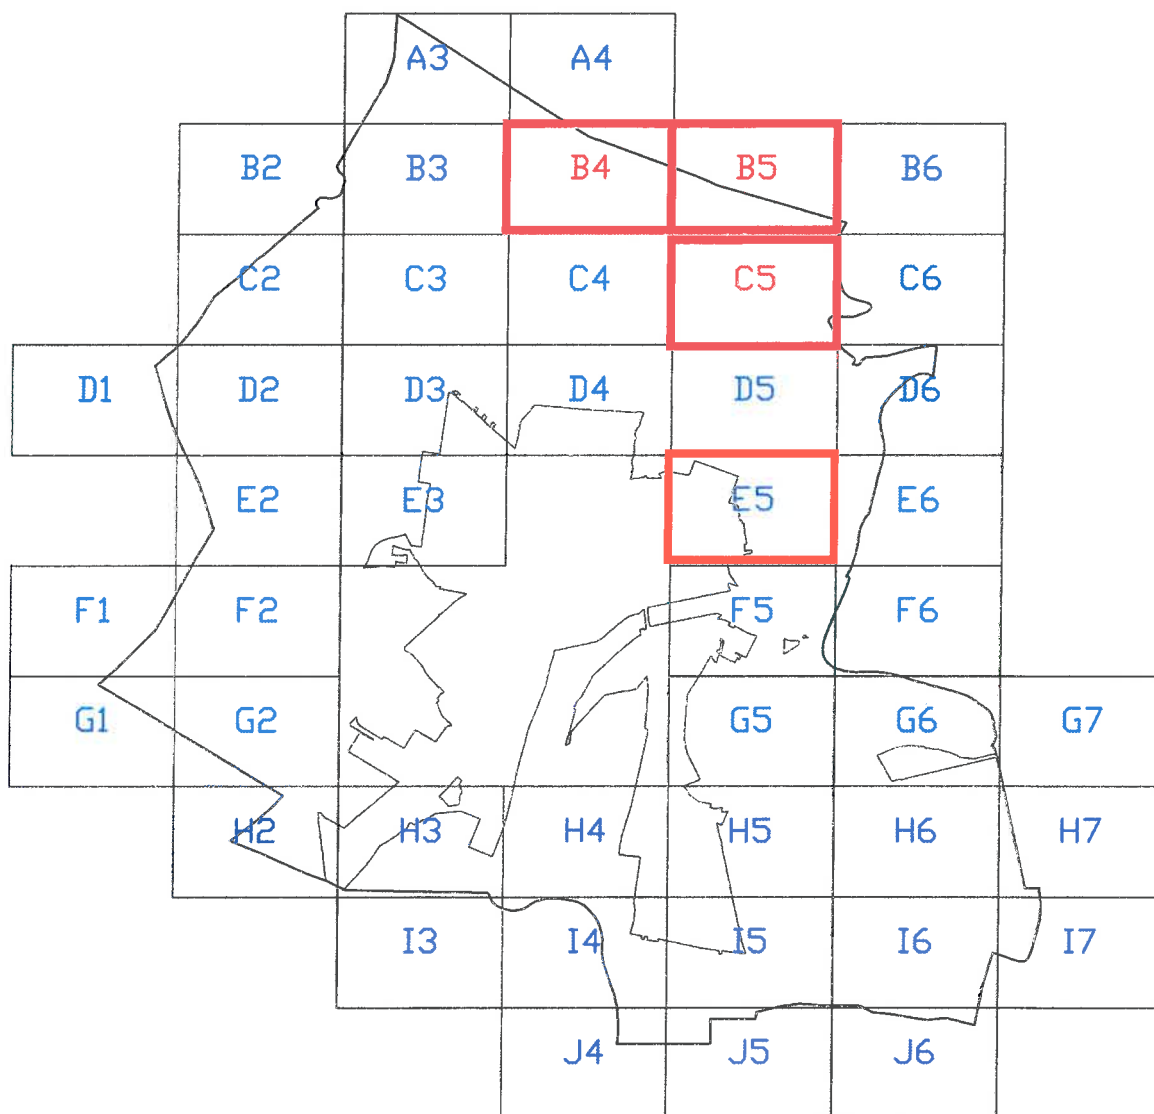 A3 A4
B2 B3 B4 B5 B6
C2 C3 C4 C5 C6
D1 D2 D3 D4 D5 D6
E2 E3 E5 E6
F1 F2 F5 F6
G1 G2 G5 G6 G7
H2 H3 H4 H5 H6 H7
I3 I4 I5 I6 I7
J4 J5 J6